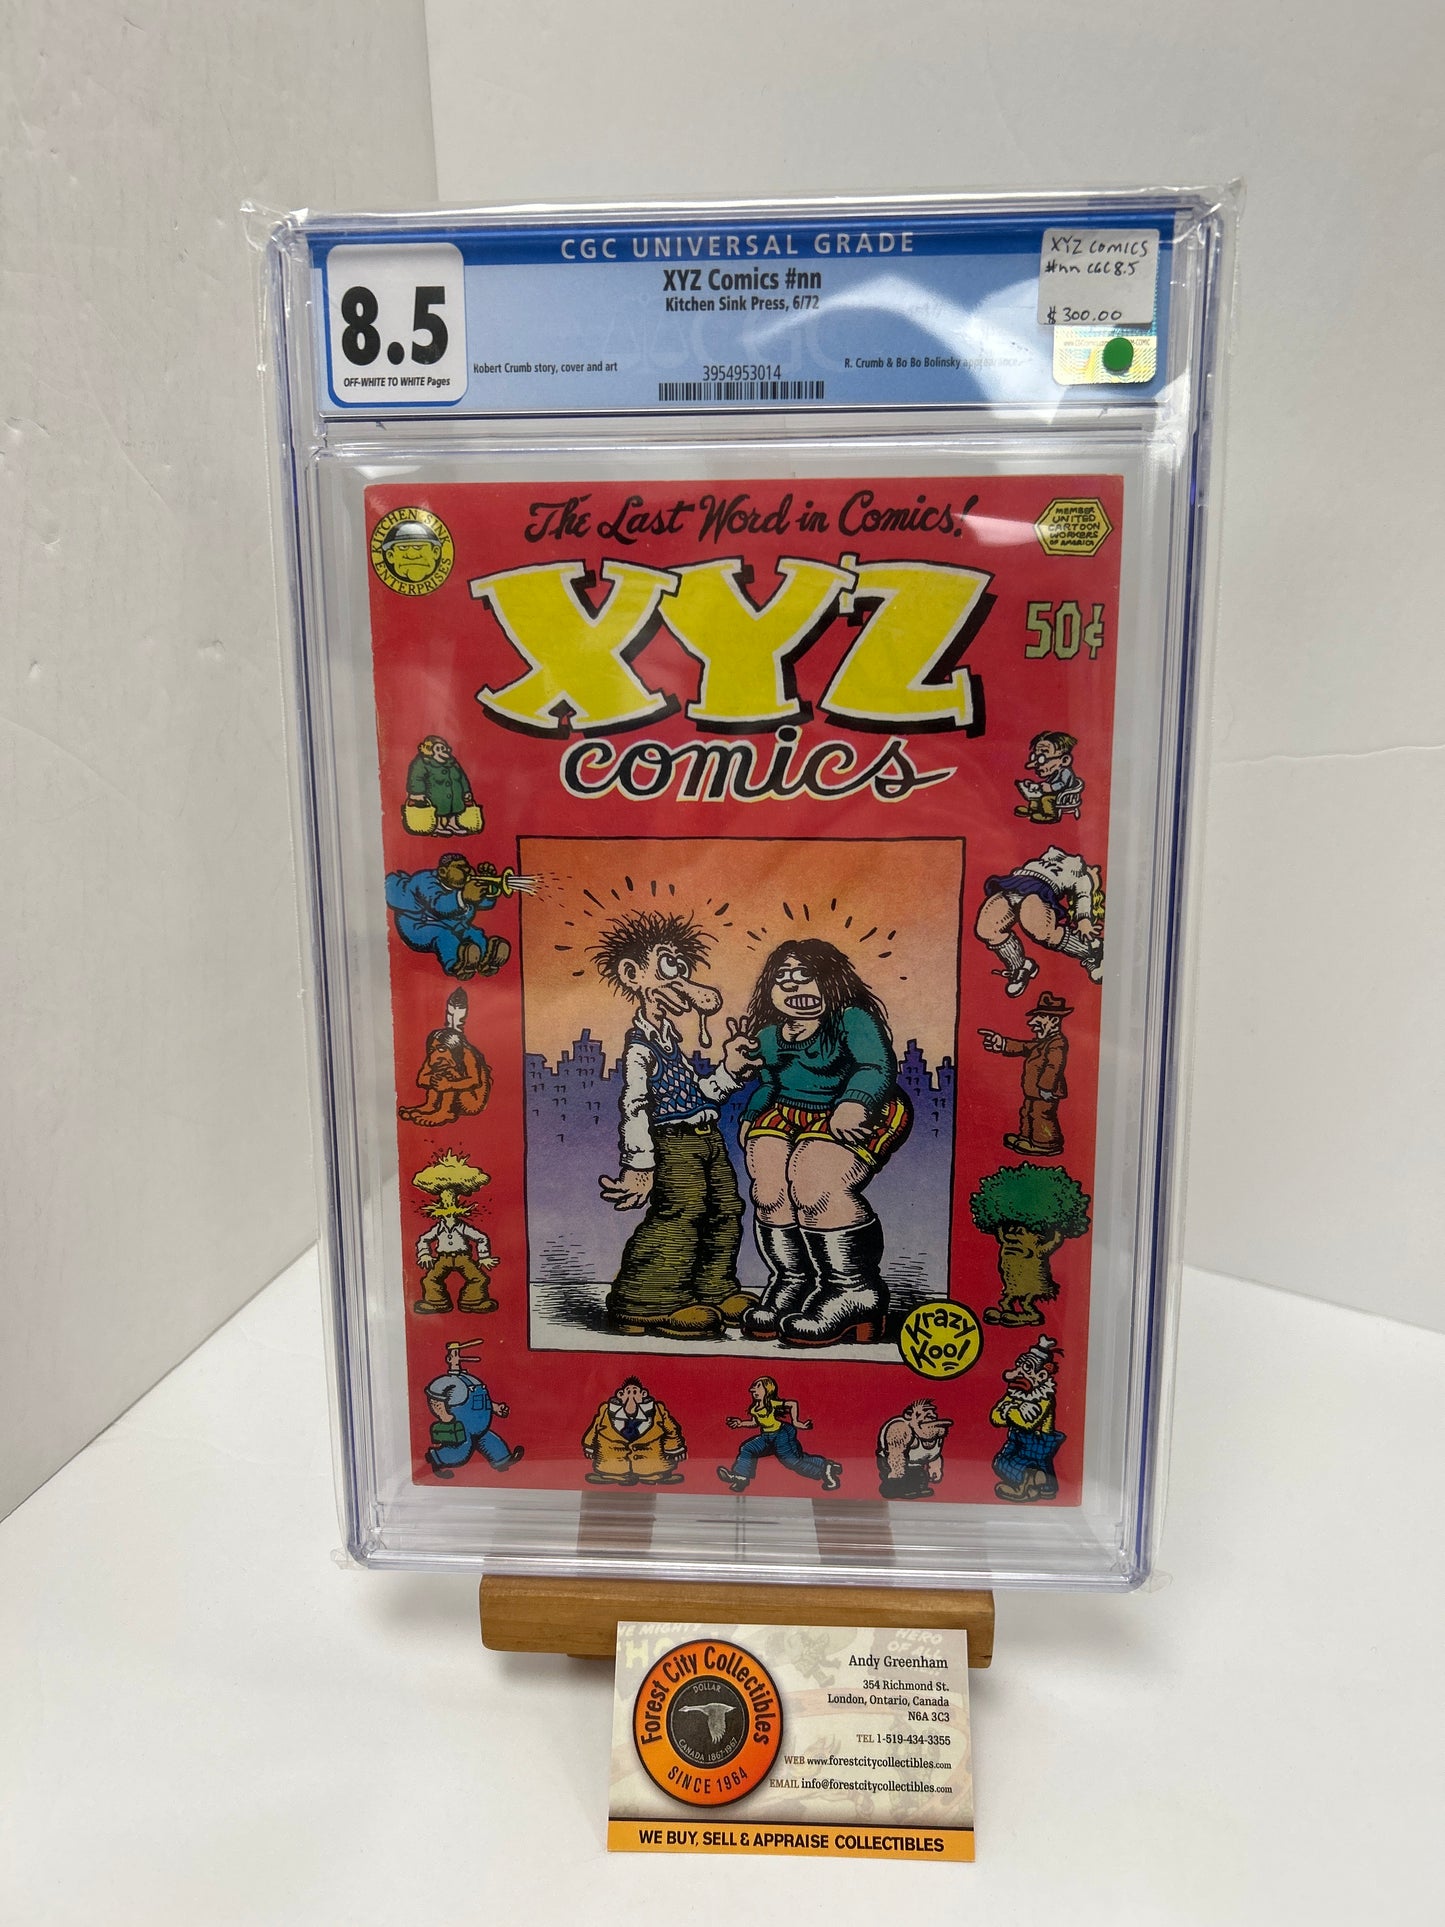 CGC UNIVERSAL GRADE
8.5
OFF-WHITE TO WHITE Pages
XYZ Comics #nn
Kitchen Sink Press, 6/72
Robert Crumb story, cover and art
R. Crumb & Bo Bo Bolinsky appearance
3954953014
XYZ COMICS
#nn CGC 8.5
$300.00
KITCHEN SINK
ENTERPRISES
The Last Word in Comics!
MEMBER
UNITED
CARTOON
WORKERS
OF AMERICA
XYZ
comics
50¢
XYZ
Krazy
Kool
Forest City Collectibles
DOLLAR
CANADA 1867-1967
SINCE 1964
HERO
OF ALL
Andy Greenham
354 Richmond St.
London, Ontario, Canada
N6A 3C3
TEL 1-519-434-3355
WEB www.forestcitycollectibles.com
EMAIL info@forestcitycollectibles.com
WE BUY, SELL & APPRAISE COLLECTIBLES